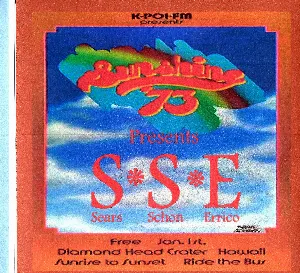 K-POI-FM
presents
Sunshine
'73
Presents
S*S*E
Sears Schon Errico
Free Jan. 1st.
Diamond Head Crater Hawaii
Sunrise to Sunset Ride the Bus